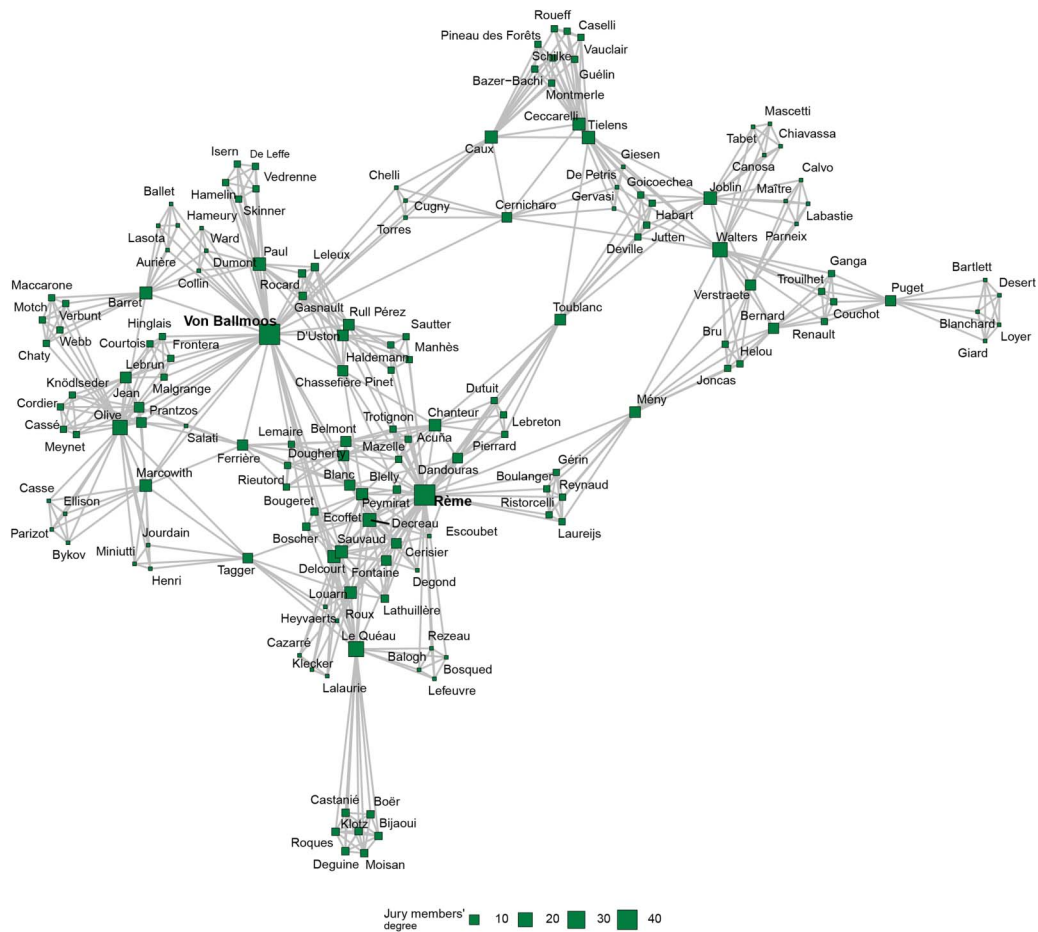 Roueff
Caselli
Pineau des Forêts
Schilke
Vauclair
Guélin
Bazer−Bachi
Montmerle
Ceccarelli
Tielens
Caux
Mascetti
Tabet
Chiavassa
Canosa
Giesen
De Petris
Goicoechea
Joblin
Calvo
Maître
Gervasi
Habart
Labastie
Cernicharo
Deville
Jutten
Walters
Parneix
Isern
De Leffe
Vedrenne
Hamelin
Skinner
Chelli
Cugny
Torres
Ballet
Hameury
Lasota
Ward
Aurière
Dumont
Paul
Collin
Leleux
Rocard
Gasnault
Maccarone
Motch
Verbunt
Barret
Webb
Chaty
Hinglais
Courtois
Frontera
Von Ballmoos
Rull Pérez
D'Uston
Sautter
Manhès
Haldemann
Chassefière
Pinet
Toublanc
Verstraete
Bernard
Trouilhet
Ganga
Puget
Couchot
Renault
Bartlett
Desert
Blanchard
Loyer
Giard
Bru
Helou
Joncas
Lebrun
Malgrange
Knödlseder
Jean
Cordier
Prantzos
Cassé
Olive
Meynet
Salati
Lemaire
Belmont
Trotignon
Chanteur
Dutuit
Acuña
Lebreton
Mény
Ferrière
Dougherty
Mazelle
Pierrard
Dandouras
Marcowith
Rieutord
Blanc
Blelly
Bougeret
Peymirat
Rème
Gérin
Boulanger
Reynaud
Ristorcelli
Laureijs
Casse
Ellison
Parizot
Bykov
Jourdain
Miniutti
Henri
Tagger
Boscher
Ecoffet
Decreau
Escoubet
Sauvaud
Cerisier
Delcourt
Fontaine
Degond
Louarn
Lathuillère
Roux
Heyvaerts
Le Quéau
Rezeau
Cazarré
Klecker
Balogh
Bosqued
Lalaurie
Lefeuvre
Castanié
Boër
Klotz
Bijaoui
Roques
Deguine
Moisan
Jury members'
degree
10 20 30 40